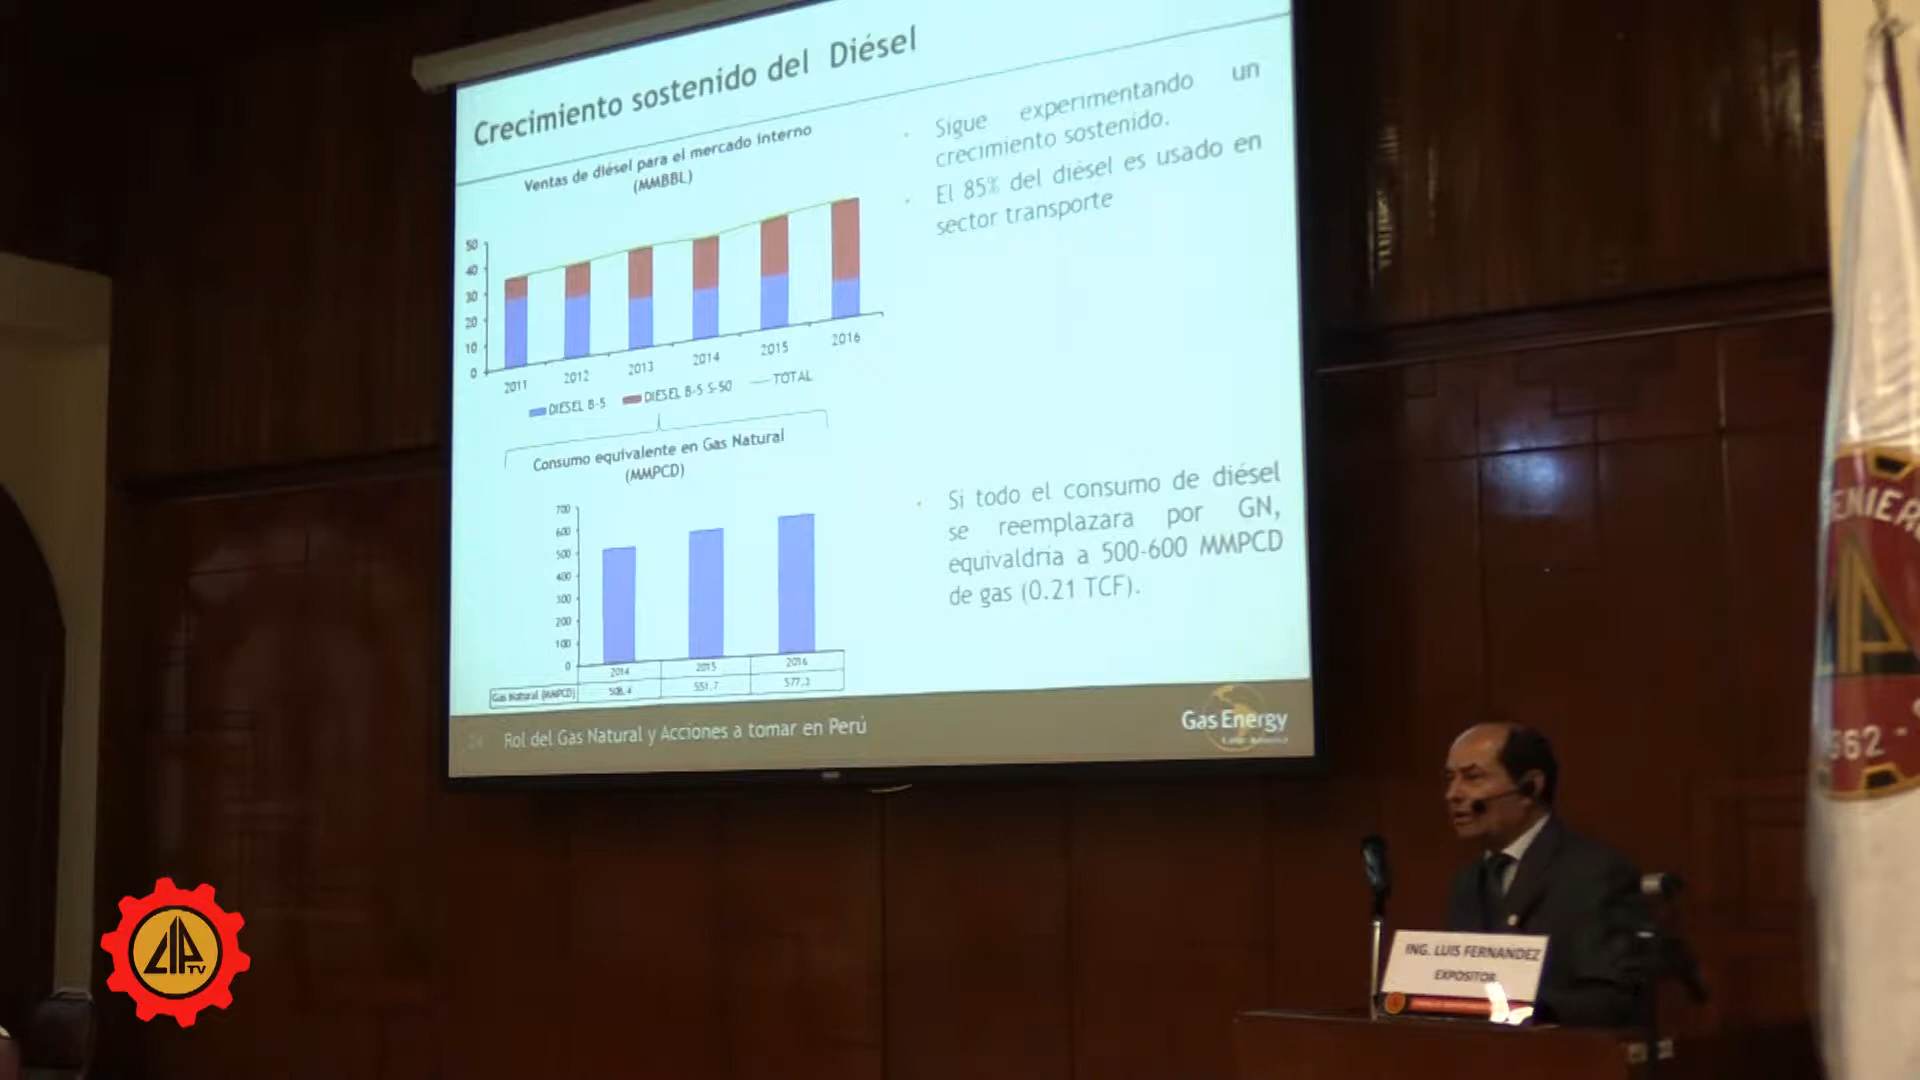 Crecimiento sostenido del Diésel
Ventas de diésel para el mercado interno
(MMBBL)
50
40
30
20
10
0
2011 2012 2013 2014 2015 2016
DIESEL B-5 DIESEL B-5 S-50 TOTAL
Sigue experimentando un
crecimiento sostenido.
El 85% del diésel es usado en
sector transporte
Consumo equivalente en Gas Natural
(MMPCD)
700
600
500
400
300
200
100
0
2014 2015 2016
Gas Natural (MMPCD) 508.4 551.7 577.3
Si todo el consumo de diésel
se reemplazara por GN,
equivaldría a 500-600 MMPCD
de gas (0.21 TCF).
Rol del Gas Natural y Acciones a tomar en Perú
Gas Energy
Latin America
ING. LUIS FERNANDEZ
EXPOSITOR
CIP
TV